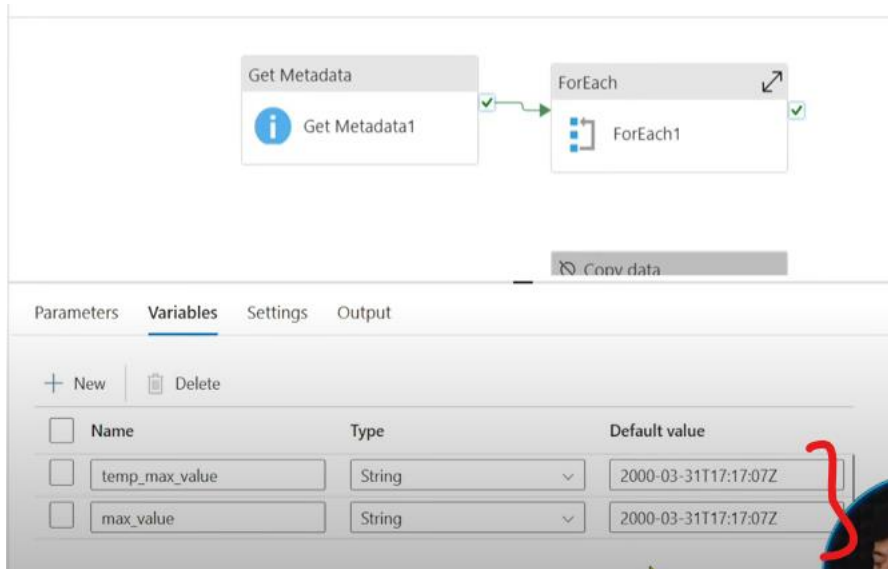 Get Metadata
Get Metadata1
ForEach
ForEach1
Copy data
Parameters Variables Settings Output
+ New Delete
Name Type Default value
temp_max_value String 2000-03-31T17:17:07Z
max_value String 2000-03-31T17:17:07Z